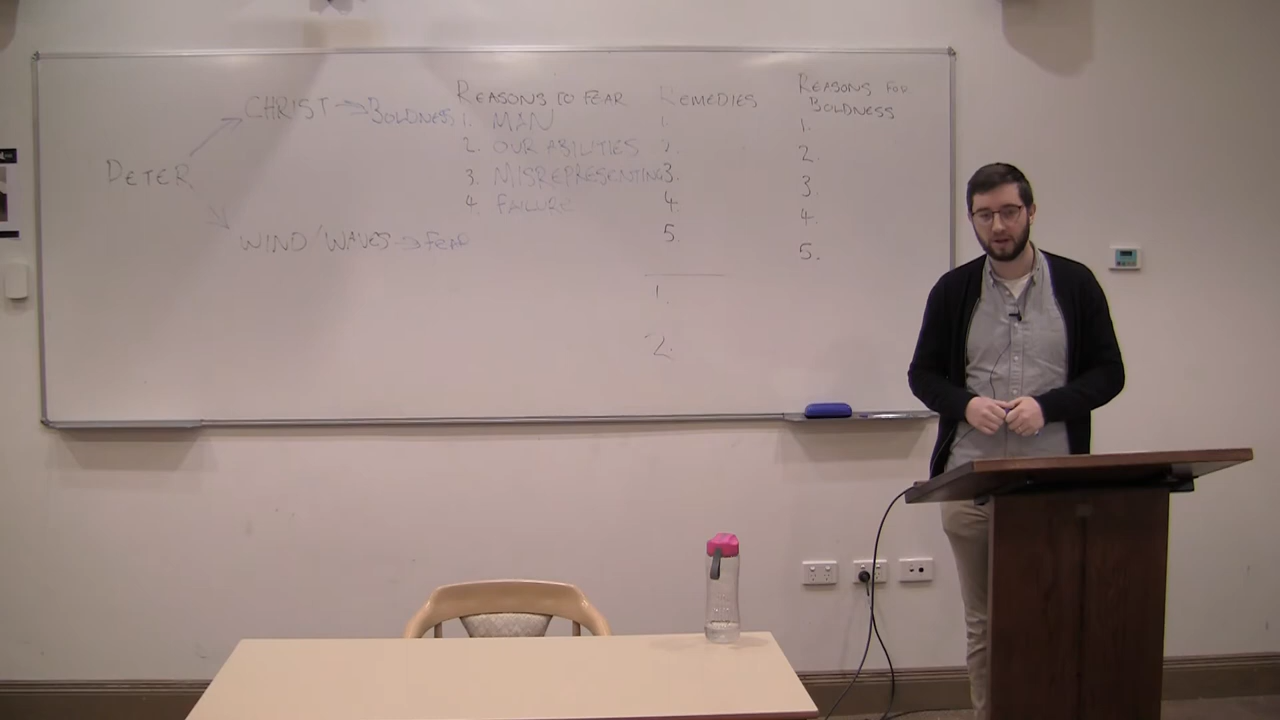 CHRIST → BOLDNESS
PETER
WIND/WAVES → FEAR
REASONS TO FEAR
1. MAN
2. OUR ABILITIES
3. MISREPRESENTING
4. FAILURE
REMEDIES
1.
2.
3.
4.
5.
1.
2.
REASONS FOR
BOLDNESS
1.
2.
3.
4.
5.